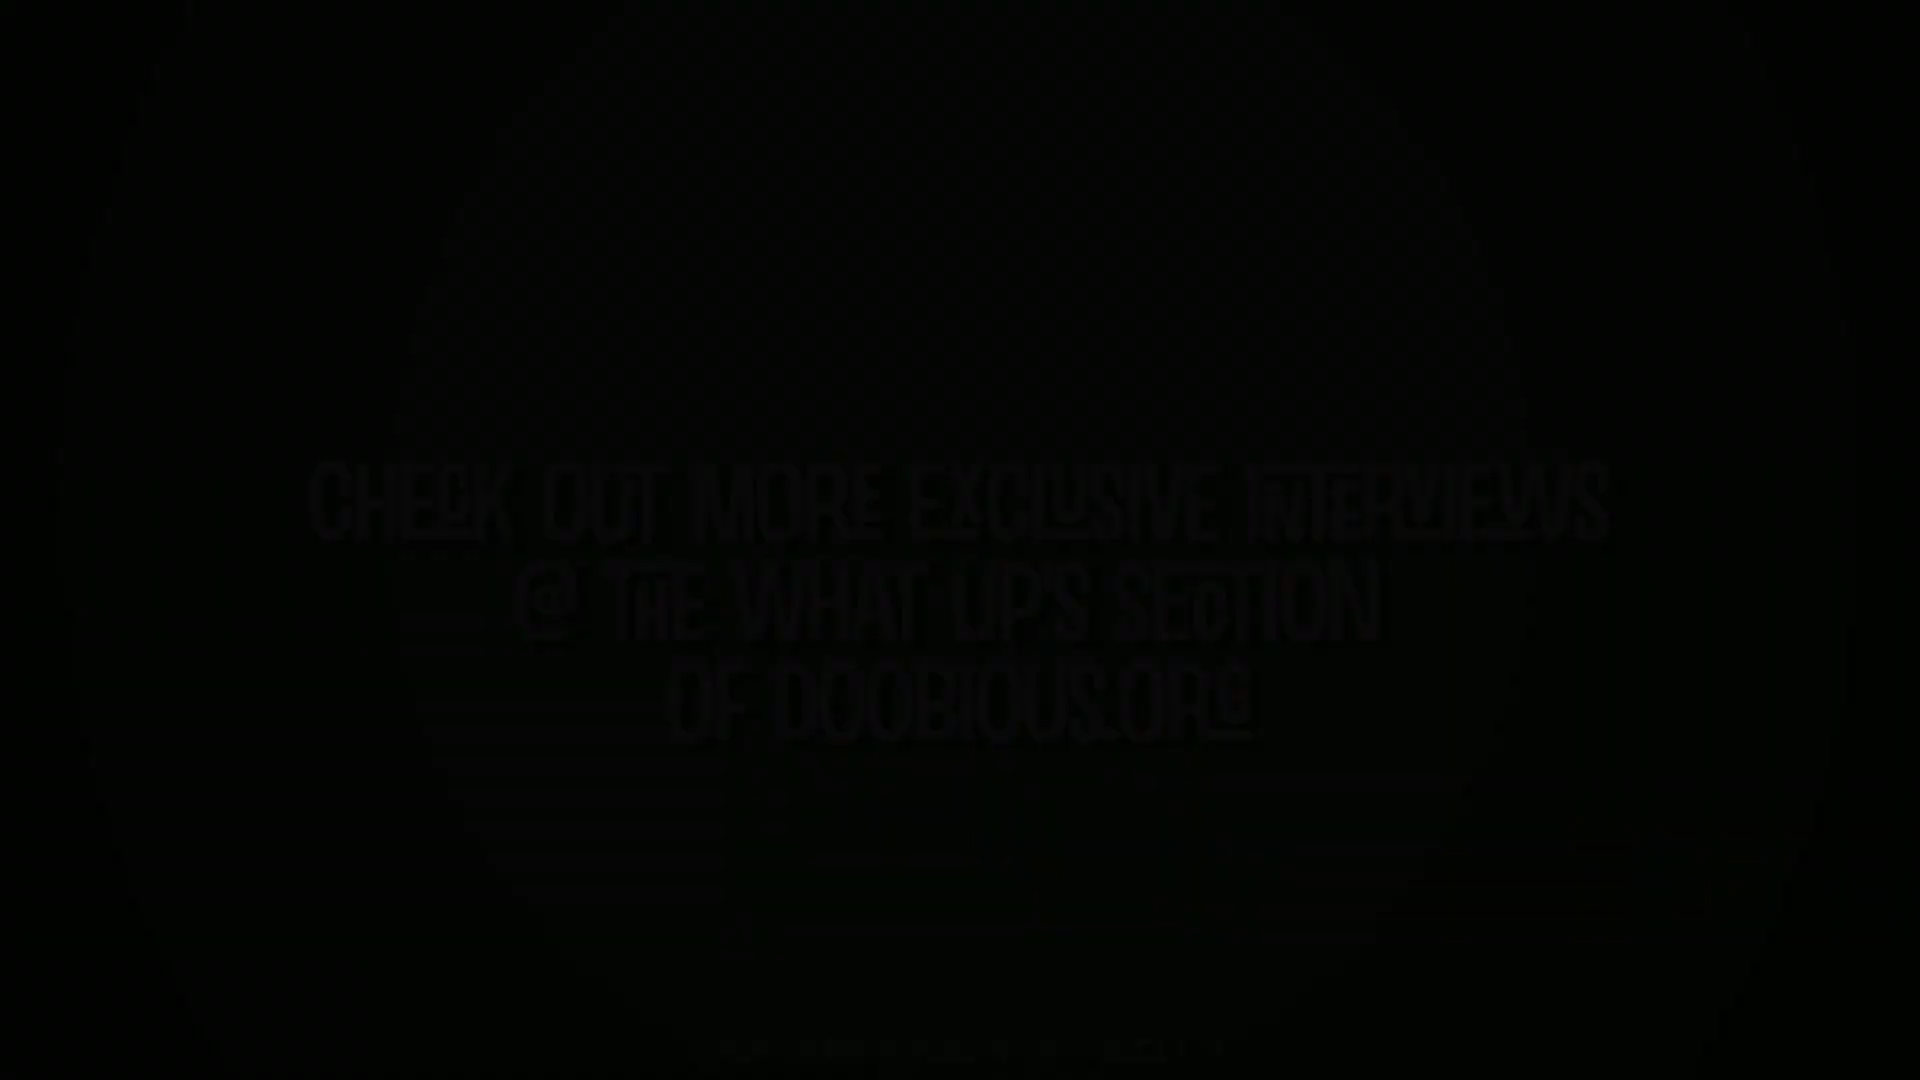 CHECK OUT MORE EXCLUSIVE INTERVIEWS
@ THE WHAT UP'S SECTION
OF DOOBIOUS.ORG